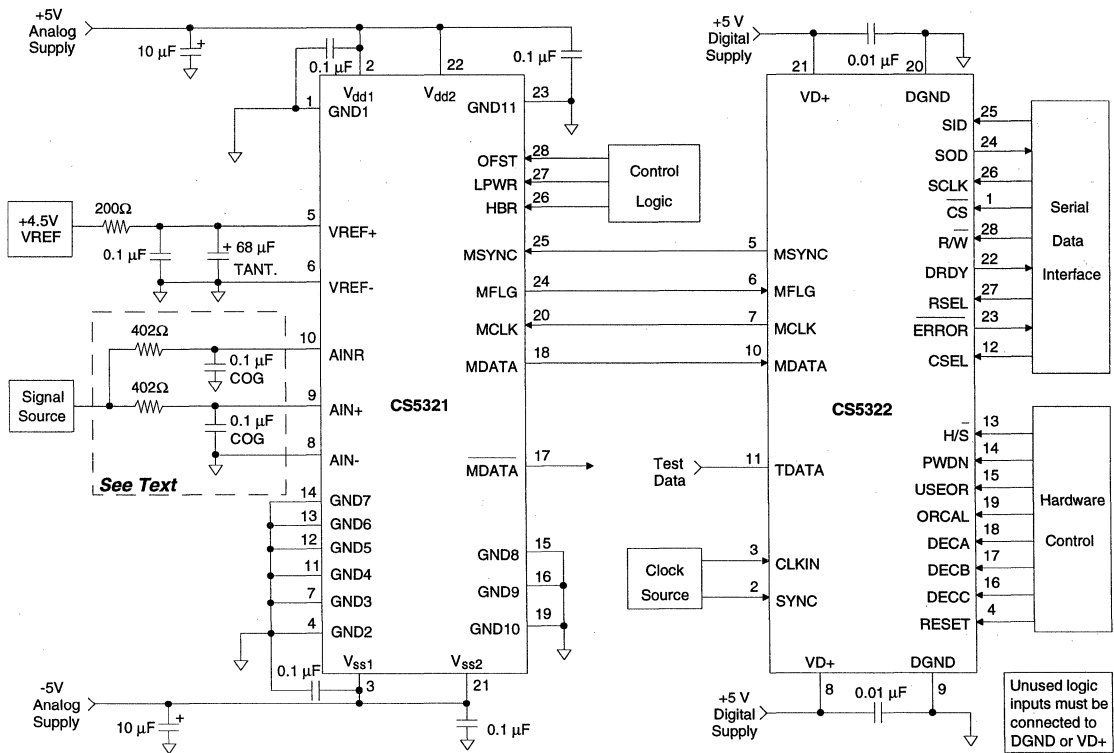 +5V
Analog
Supply
10 µF
+
0.1 µF
2
22
0.1 µF
1
Vdd1
Vdd2
23
GND1
GND11
28
OFST
27
LPWR
26
HBR
Control
Logic
+4.5V
VREF
200Ω
5
VREF+
0.1 µF
+ 68 µF
TANT.
6
VREF-
25
MSYNC
24
MFLG
20
MCLK
18
MDATA
402Ω
10
AINR
0.1 µF
COG
402Ω
9
AIN+
0.1 µF
COG
8
AIN-
Signal
Source
See Text
CS5321
17
MDATA
14
GND7
13
GND6
12
GND5
11
GND4
7
GND3
4
GND2
15
GND8
16
GND9
19
GND10
0.1 µF
Vss1
3
Vss2
21
-5V
Analog
Supply
10 µF
+
0.1 µF
+5 V
Digital
Supply
0.01 µF
21
20
VD+
DGND
25
SID
24
SOD
26
SCLK
1
CS
28
R/W
22
DRDY
27
RSEL
23
ERROR
12
CSEL
Serial
Data
Interface
5
MSYNC
6
MFLG
7
MCLK
10
MDATA
CS5322
Test
Data
11
TDATA
Clock
Source
3
CLKIN
2
SYNC
13
H/S
14
PWDN
15
USEOR
19
ORCAL
18
DECA
17
DECB
16
DECC
4
RESET
Hardware
Control
VD+
DGND
8
9
+5 V
Digital
Supply
0.01 µF
Unused logic
inputs must be
connected to
DGND or VD+